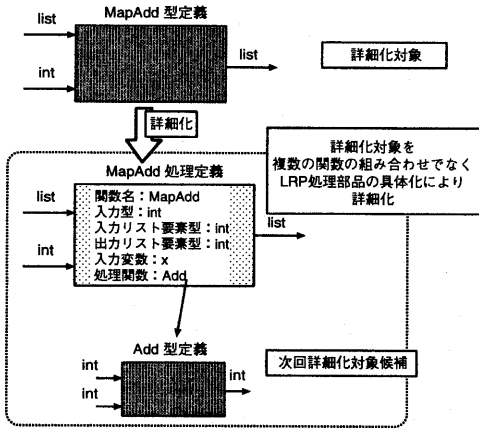 MapAdd 型定義
list
int
list
詳細化対象
詳細化
詳細化対象を
複数の関数の組み合わせでなく
LRP処理部品の具体化により
詳細化
MapAdd 処理定義
list
int
関数名：MapAdd
入力型：int
入力リスト要素型：int
出力リスト要素型：int
入力変数：x
処理関数：Add
list
Add 型定義
int
int
int
次回詳細化対象候補